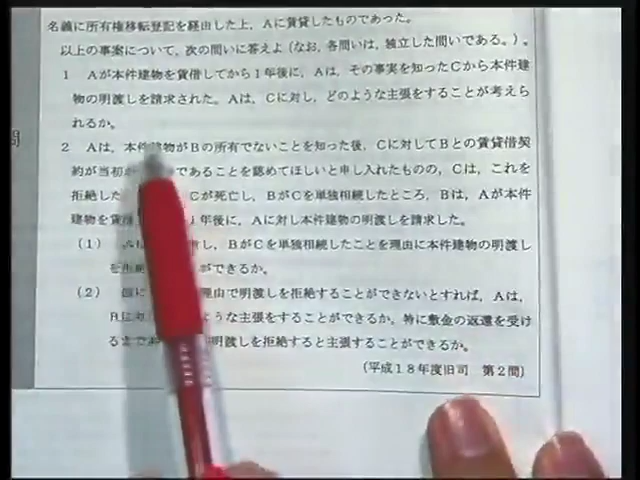 名義に所有権移転登記を経由した上，Aに賃貸したものであった。
以上の事案について，次の問いに答えよ（なお，各問いは，独立した問いである。）。
1 Aが本件建物を賃借してから1年後に，Aは，その事実を知ったCから本件建
物の明渡しを請求された。Aは，Cに対し，どのような主張をすることが考えら
れるか。
2 Aは，本件建物がBの所有でないことを知った後，Cに対してBとの賃貸借契
約が当初か であることを認めてほしいと申し入れたものの，Cは，これを
拒絶した Cが死亡し，BがCを単独相続したところ，Bは，Aが本件
建物を賃 1年後に，Aに対し本件建物の明渡しを請求した。
（1） し，BがCを単独相続したことを理由に本件建物の明渡し
を ができるか。
（2） 理由で明渡しを拒絶することができないとすれば，Aは，
Bに ような主張をすることができるか。特に敷金の返還を受け
るまで 明渡しを拒絶すると主張することができるか。
（平成18年度旧司 第2問）
問